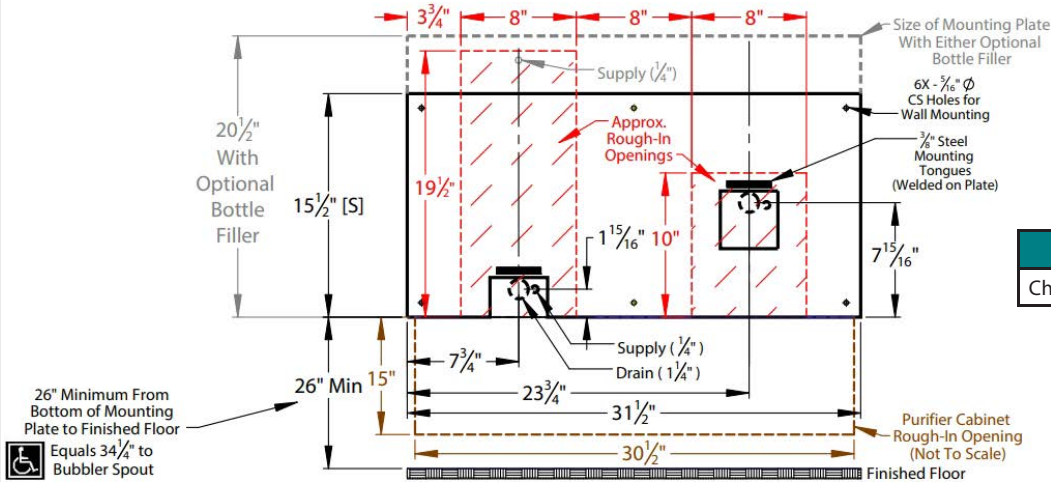 3¾"
8"
8"
8"
Size of Mounting Plate
With Either Optional
Bottle Filler
Supply (¼")
6X - 5⁄16" Ø
CS Holes for
Wall Mounting
Approx.
Rough-In
Openings
⅜" Steel
Mounting
Tongues
(Welded on Plate)
20½"
With
Optional
Bottle
Filler
15½" [S]
19½"
1 15⁄16"
10"
7 15⁄16"
Ch
Supply (¼")
Drain (1¼")
7¾"
23¾"
31½"
26" Min
15"
26" Minimum From
Bottom of Mounting
Plate to Finished Floor
Equals 34¼" to
Bubbler Spout
30½"
Purifier Cabinet
Rough-In Opening
(Not To Scale)
Finished Floor